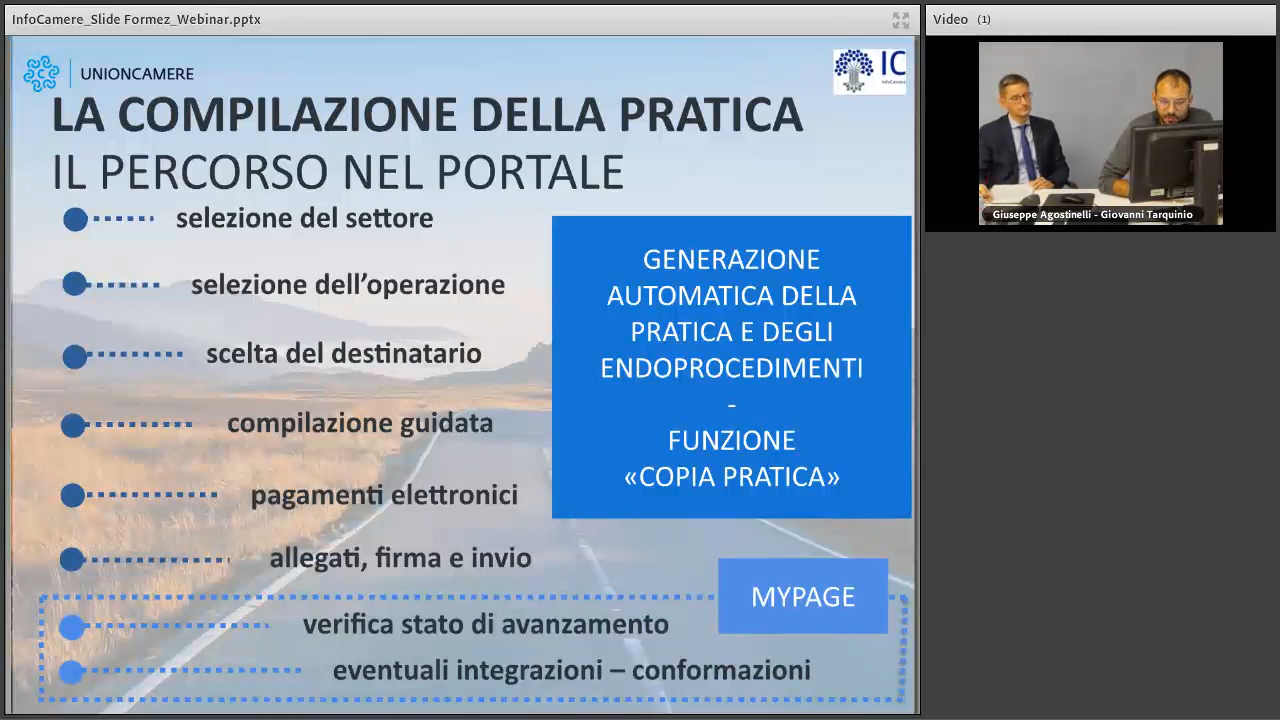 InfoCamere_Slide Formez_Webinar.pptx
Video (1)
UNIONCAMERE
IC
InfoCamere
LA COMPILAZIONE DELLA PRATICA
IL PERCORSO NEL PORTALE
selezione del settore
selezione dell’operazione
scelta del destinatario
compilazione guidata
pagamenti elettronici
allegati, firma e invio
verifica stato di avanzamento
eventuali integrazioni – conformazioni
GENERAZIONE
AUTOMATICA DELLA
PRATICA E DEGLI
ENDOPROCEDIMENTI
-
FUNZIONE
«COPIA PRATICA»
MYPAGE
Giuseppe Agostinelli - Giovanni Tarquinio